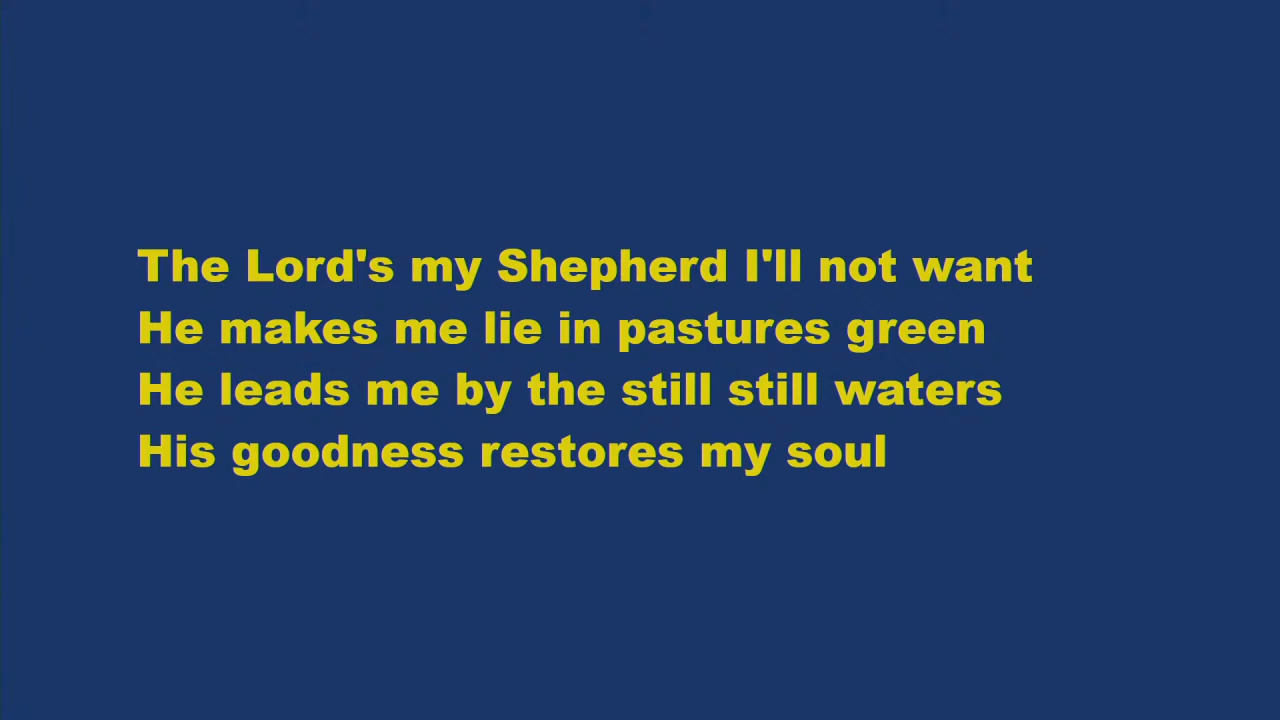 The Lord's my Shepherd I'll not want
He makes me lie in pastures green
He leads me by the still still waters
His goodness restores my soul